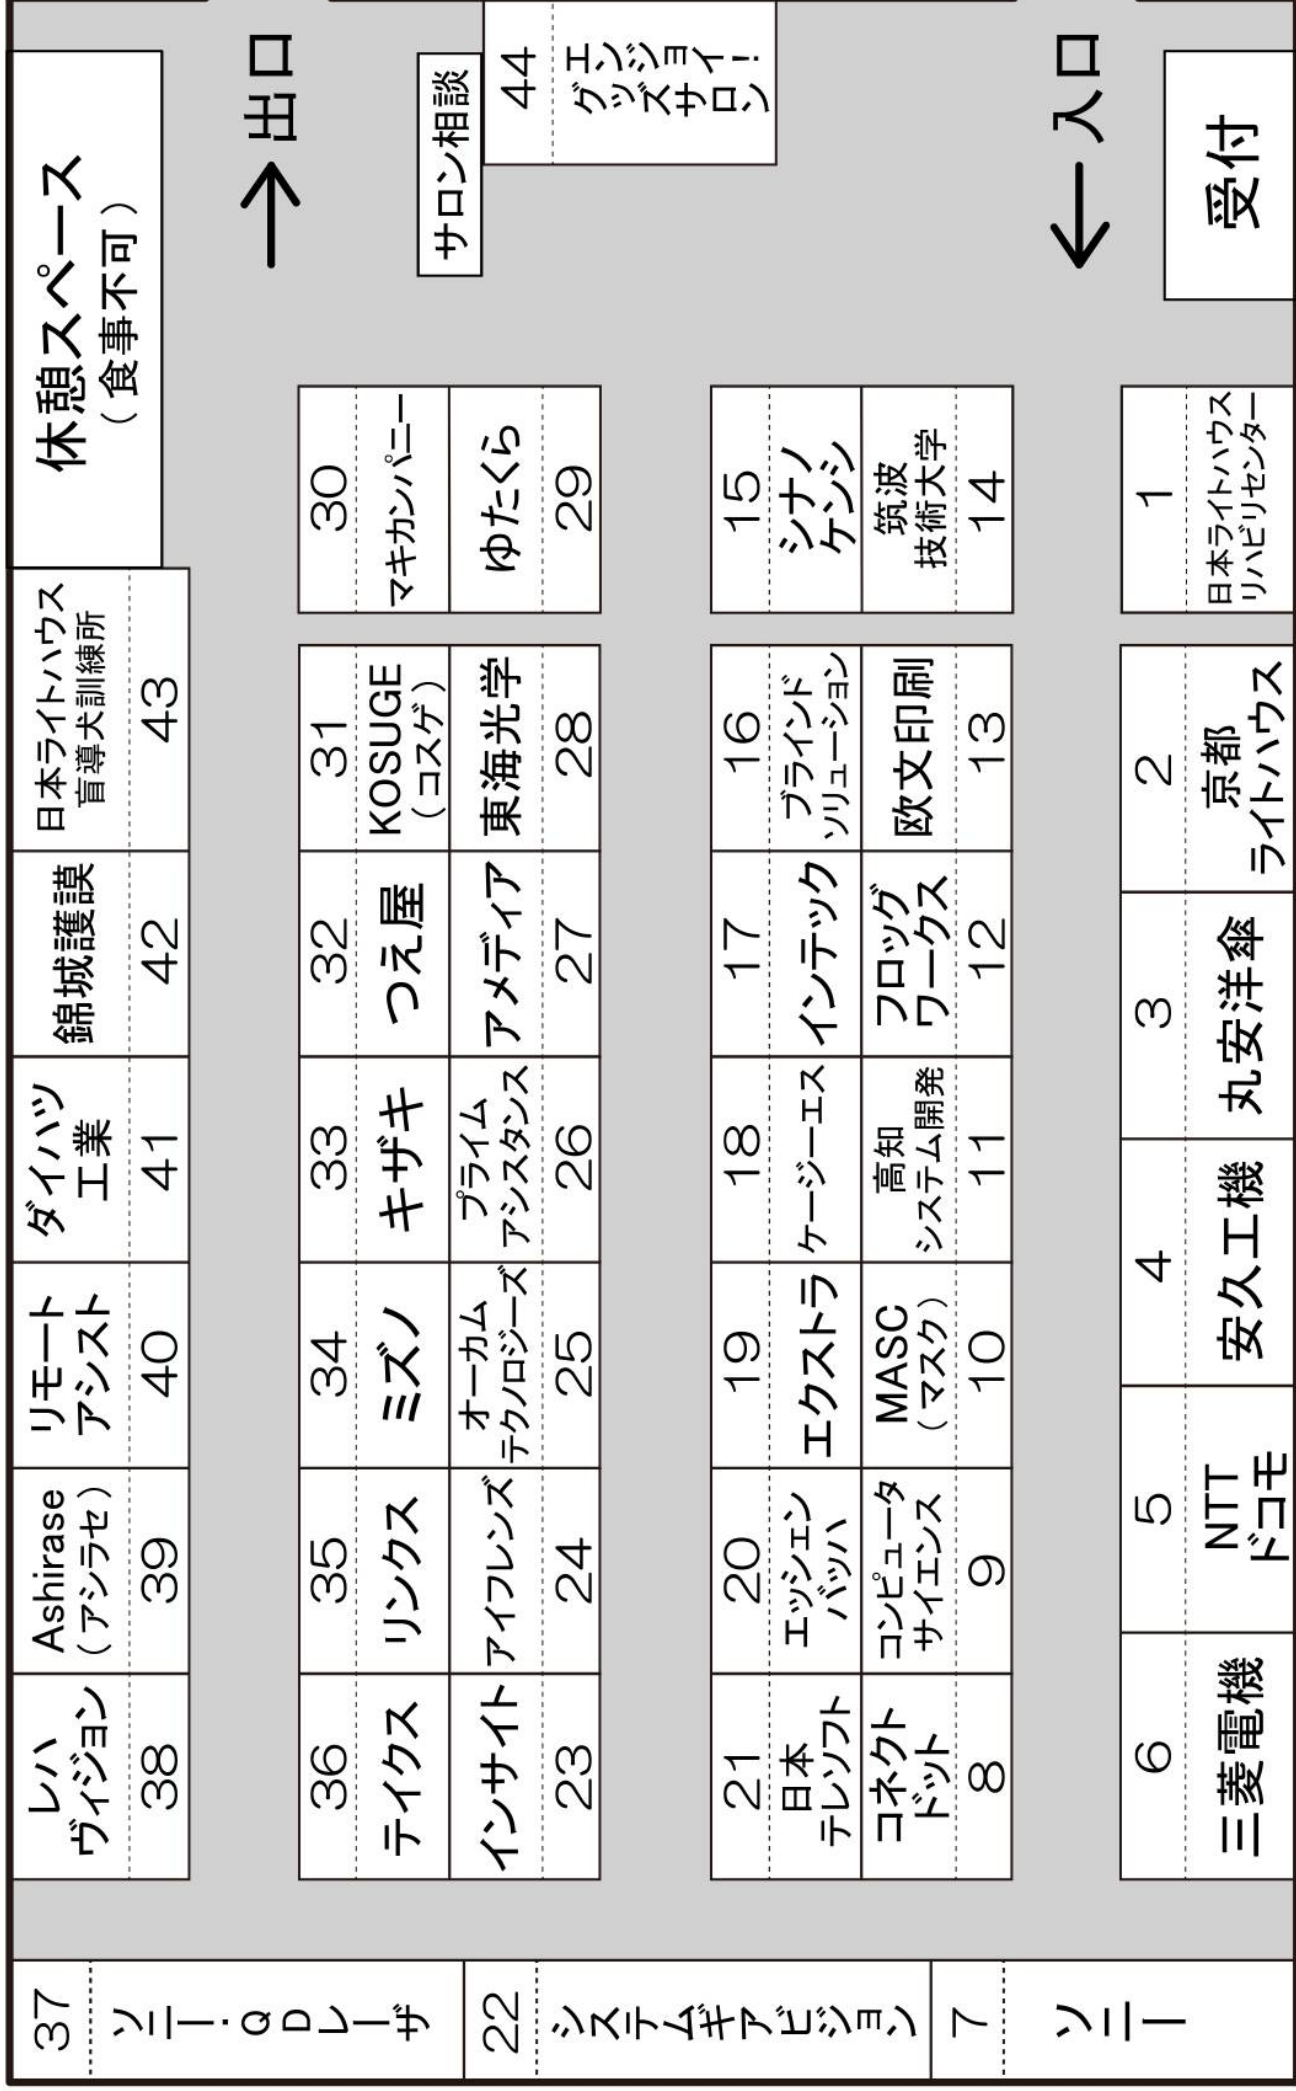 休憩スペース
（食事不可）
出口
サロン相談
44
エンジョイ！
グッズサロン
入口
受付
日本ライトハウス
盲導犬訓練所
43
錦城護謨
42
ダイハツ
工業
41
リモート
アシスト
40
Ashirase
（アシラセ）
39
レハ
ヴィジョン
38
30
マキカンパニー
31
KOSUGE
（コスゲ）
32
つえ屋
33
キザキ
34
ミズノ
35
リンクス
36
テイクス
ゆたくら
29
東海光学
28
アメディア
27
プライム
アシスタンス
26
オーカム
テクノロジーズ
25
アイフレンズ
24
インサイト
23
15
シナノ
ケンシ
16
ブラインド
ソリューション
17
インテック
18
ケージーエス
19
エクストラ
20
エッシェン
バッハ
21
日本
テレソフト
筑波
技術大学
14
欧文印刷
13
フロッグ
ワークス
12
高知
システム開発
11
MASC
（マスク）
10
コンピュータ
サイエンス
9
コネクト
ドット
8
1
日本ライトハウス
リハビリセンター
2
京都
ライトハウス
3
丸安洋傘
4
安久工機
5
NTT
ドコモ
6
三菱電機
37
ソニー・QDレーザ
22
システムギアビジョン
7
ソニー